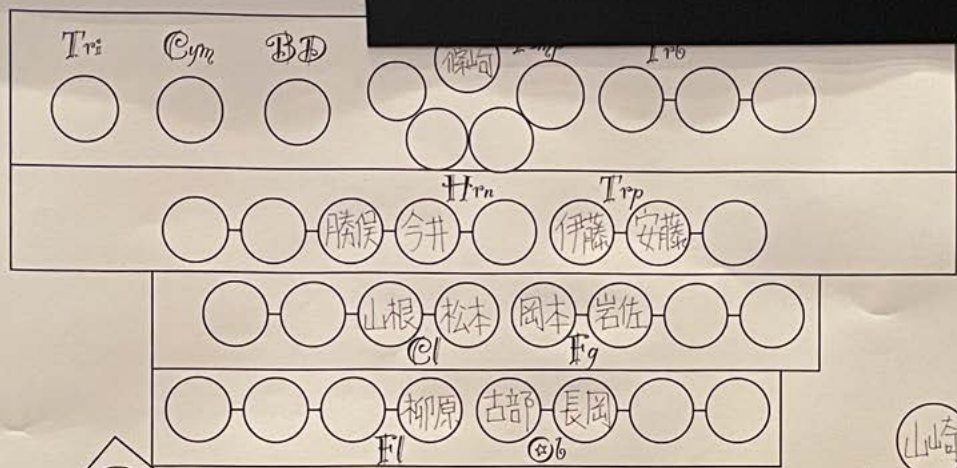 Tri Cym BD Timp Trb
篠崎
Hrn Trp
勝俣 今井 伊藤 安藤
山根 松本 岡本 岩佐
Cl Fg
柳原 古部 長岡
Fl Ob
山崎